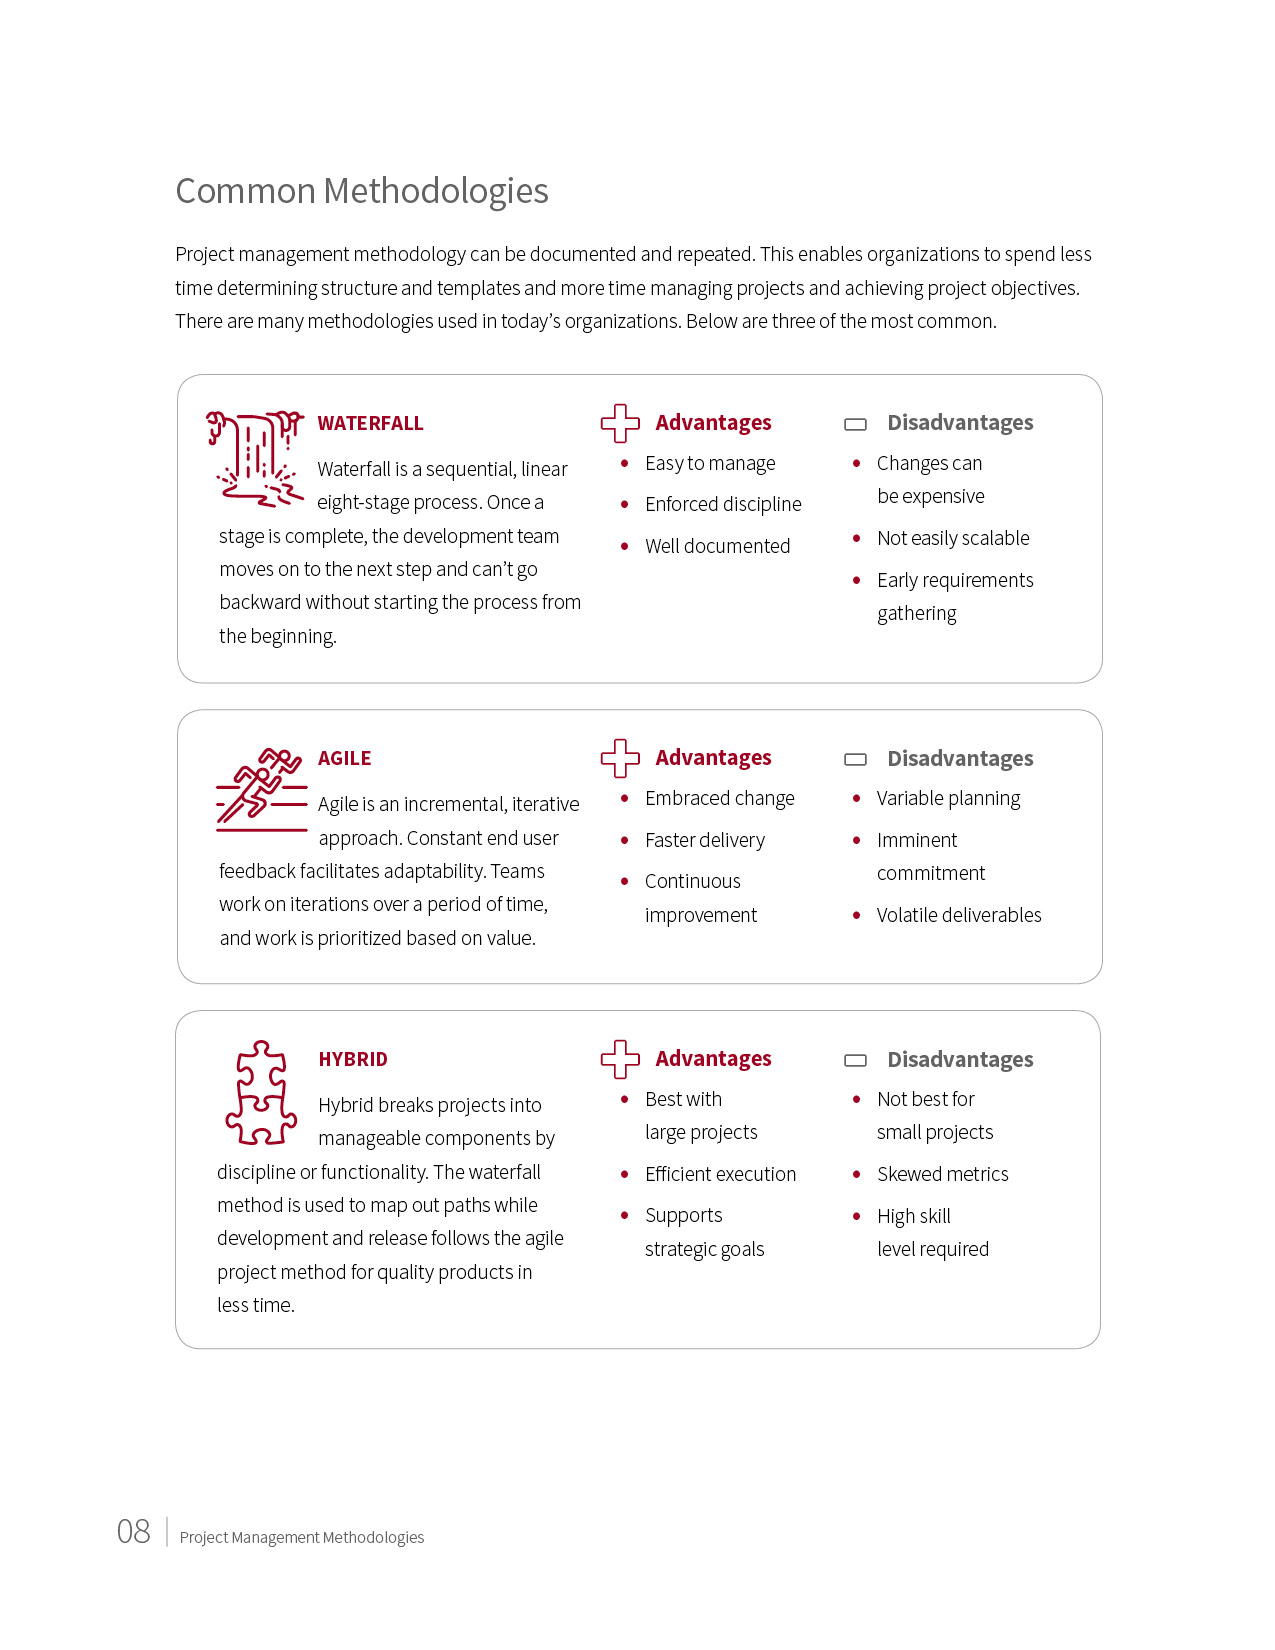 Common Methodologies
Project management methodology can be documented and repeated. This enables organizations to spend less
time determining structure and templates and more time managing projects and achieving project objectives.
There are many methodologies used in today’s organizations. Below are three of the most common.
WATERFALL
Waterfall is a sequential, linear
eight-stage process. Once a
stage is complete, the development team
moves on to the next step and can’t go
backward without starting the process from
the beginning.
Advantages
• Easy to manage
• Enforced discipline
• Well documented
Disadvantages
• Changes can
be expensive
• Not easily scalable
• Early requirements
gathering
AGILE
Agile is an incremental, iterative
approach. Constant end user
feedback facilitates adaptability. Teams
work on iterations over a period of time,
and work is prioritized based on value.
Advantages
• Embraced change
• Faster delivery
• Continuous
improvement
Disadvantages
• Variable planning
• Imminent
commitment
• Volatile deliverables
HYBRID
Hybrid breaks projects into
manageable components by
discipline or functionality. The waterfall
method is used to map out paths while
development and release follows the agile
project method for quality products in
less time.
Advantages
• Best with
large projects
• Efficient execution
• Supports
strategic goals
Disadvantages
• Not best for
small projects
• Skewed metrics
• High skill
level required
08 | Project Management Methodologies